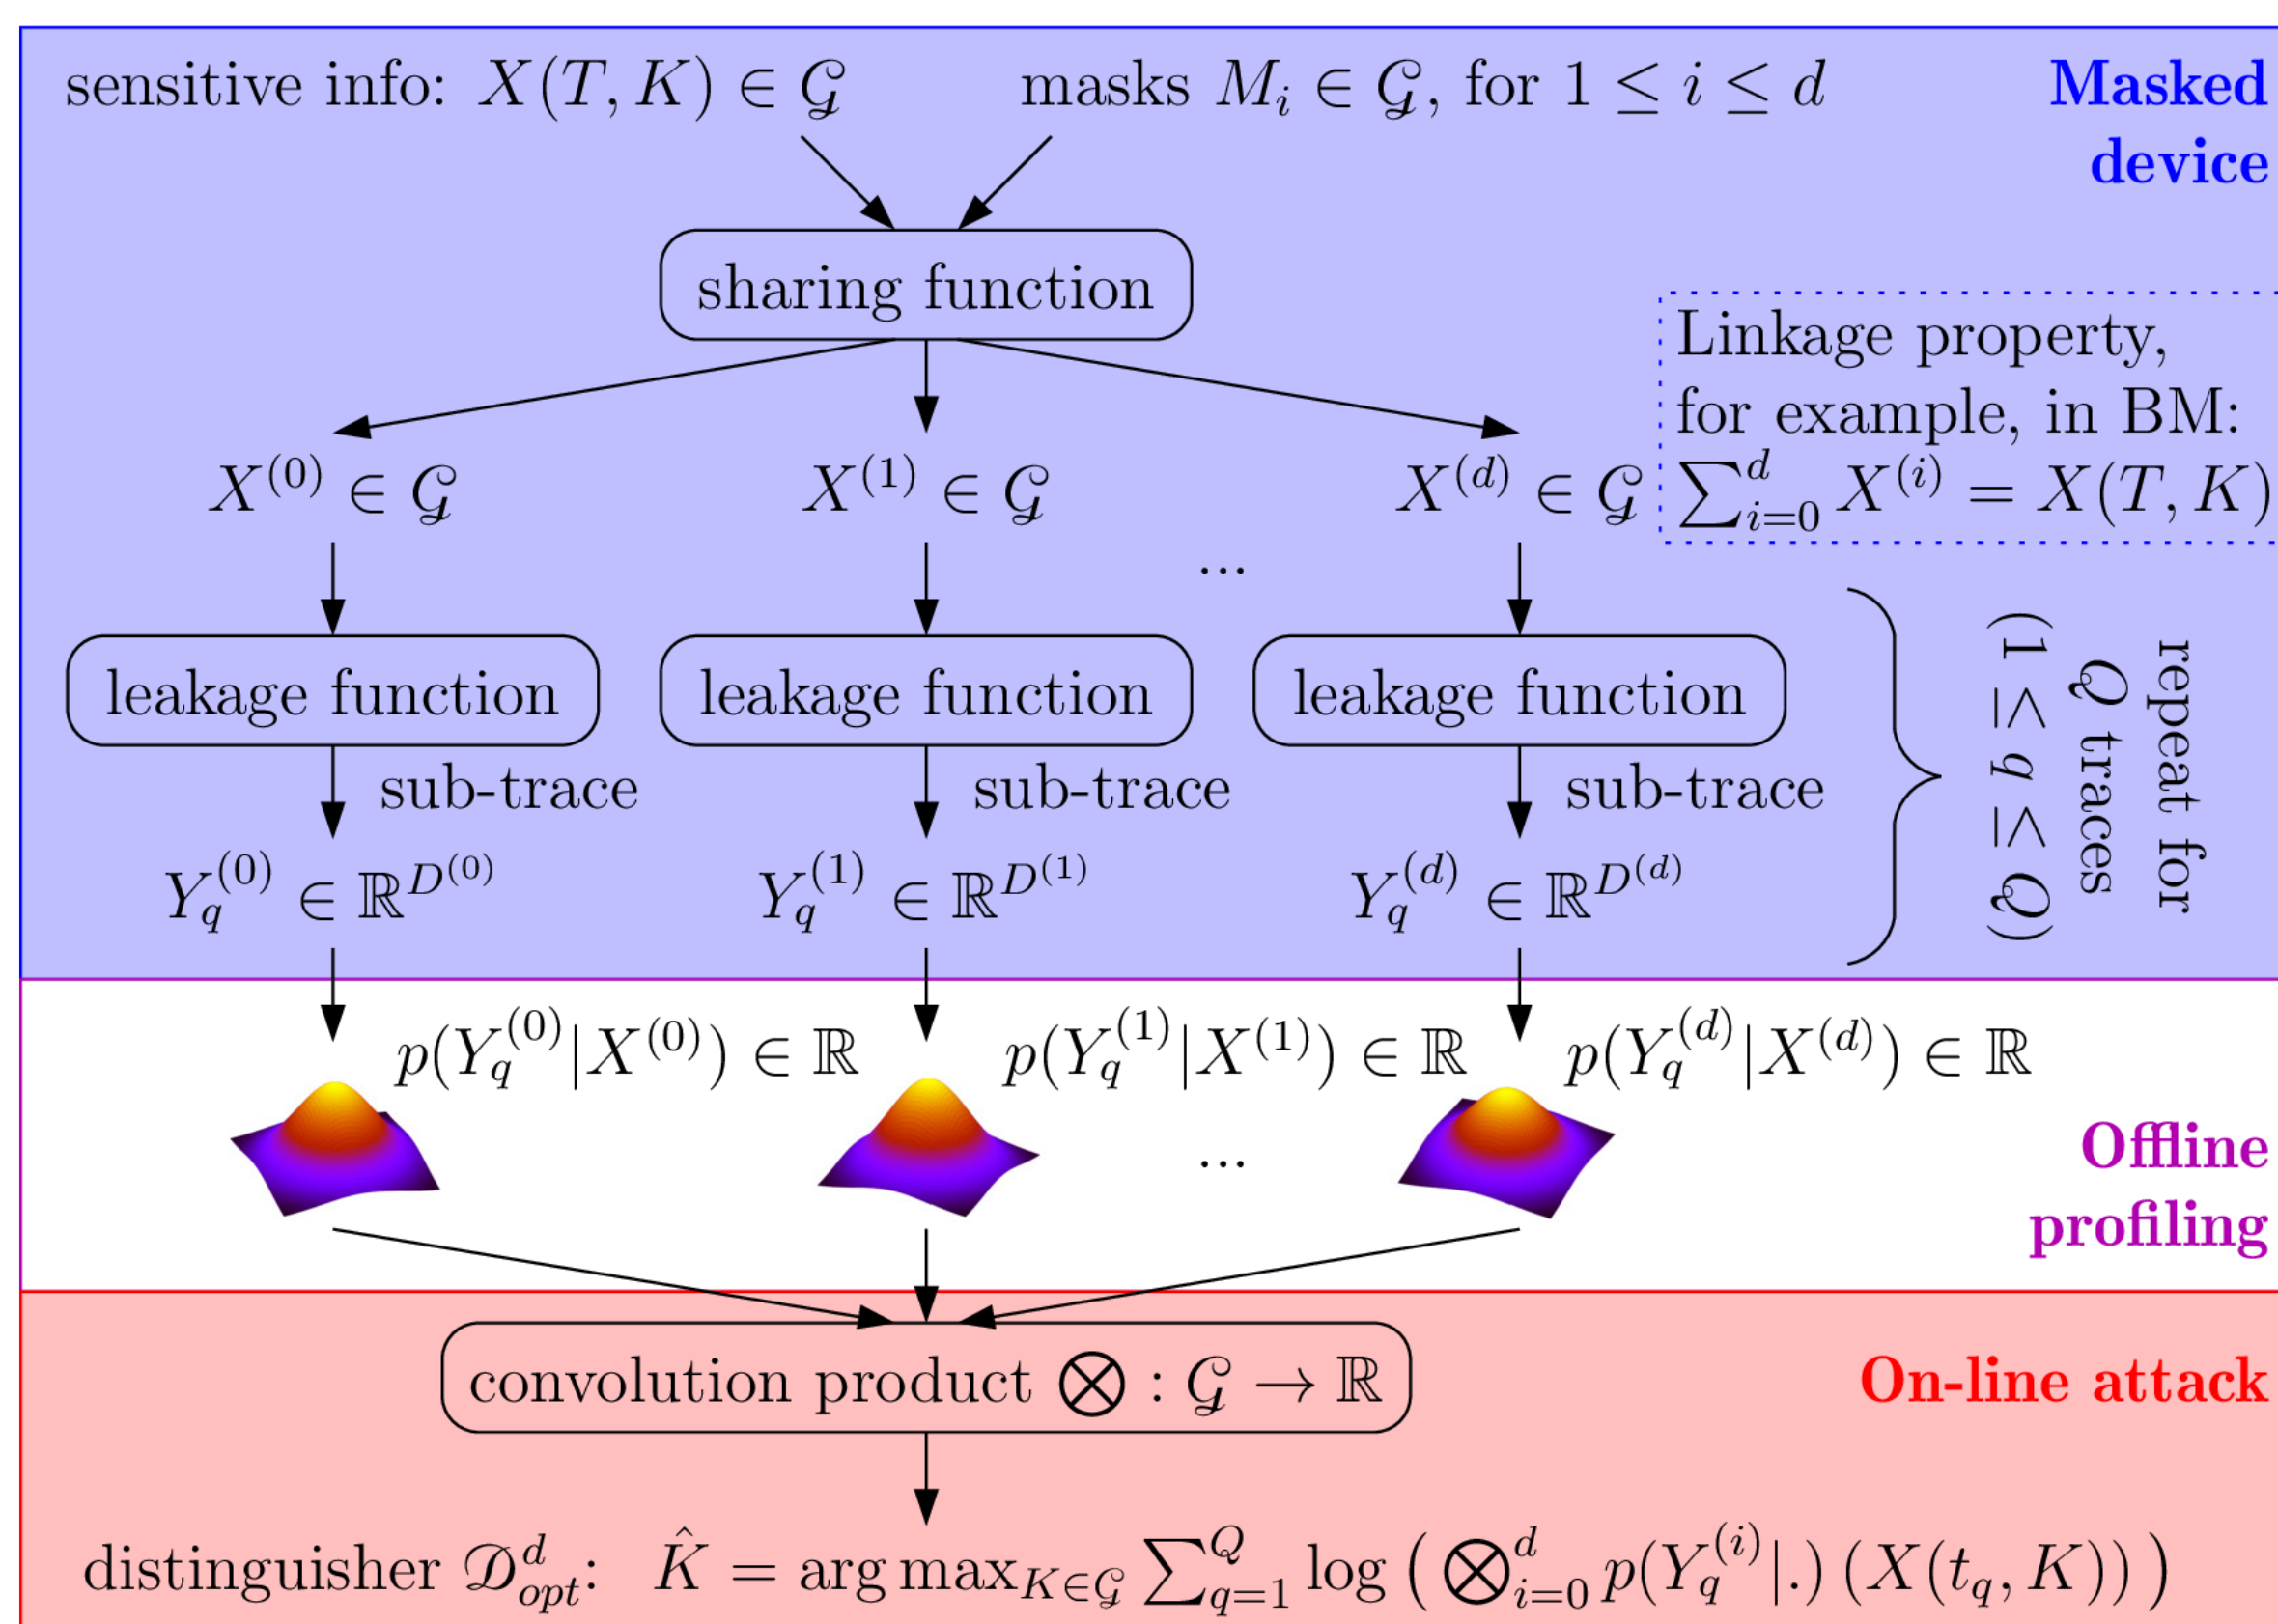 sensitive info: X(T, K) ∈ 𝒢 masks M_i ∈ 𝒢, for 1 ≤ i ≤ d
Masked
device
sharing function
Linkage property,
for example, in BM:
∑_{i=0}^{d} X^{(i)} = X(T, K)
X^{(0)} ∈ 𝒢 X^{(1)} ∈ 𝒢 ... X^{(d)} ∈ 𝒢
leakage function leakage function leakage function
sub-trace sub-trace sub-trace
Y_q^{(0)} ∈ ℝ^{D^{(0)}} Y_q^{(1)} ∈ ℝ^{D^{(1)}} Y_q^{(d)} ∈ ℝ^{D^{(d)}}
repeat for
Q traces
(1 ≤ q ≤ Q)
p(Y_q^{(0)}|X^{(0)}) ∈ ℝ p(Y_q^{(1)}|X^{(1)}) ∈ ℝ p(Y_q^{(d)}|X^{(d)}) ∈ ℝ
...
Offline
profiling
convolution product ⨂ : 𝒢 → ℝ
On-line attack
distinguisher 𝒟_{opt}^{d}: K̂ = arg max_{K∈𝒢} ∑_{q=1}^{Q} log ( ⨂_{i=0}^{d} p(Y_q^{(i)}|.) (X(t_q, K)) )